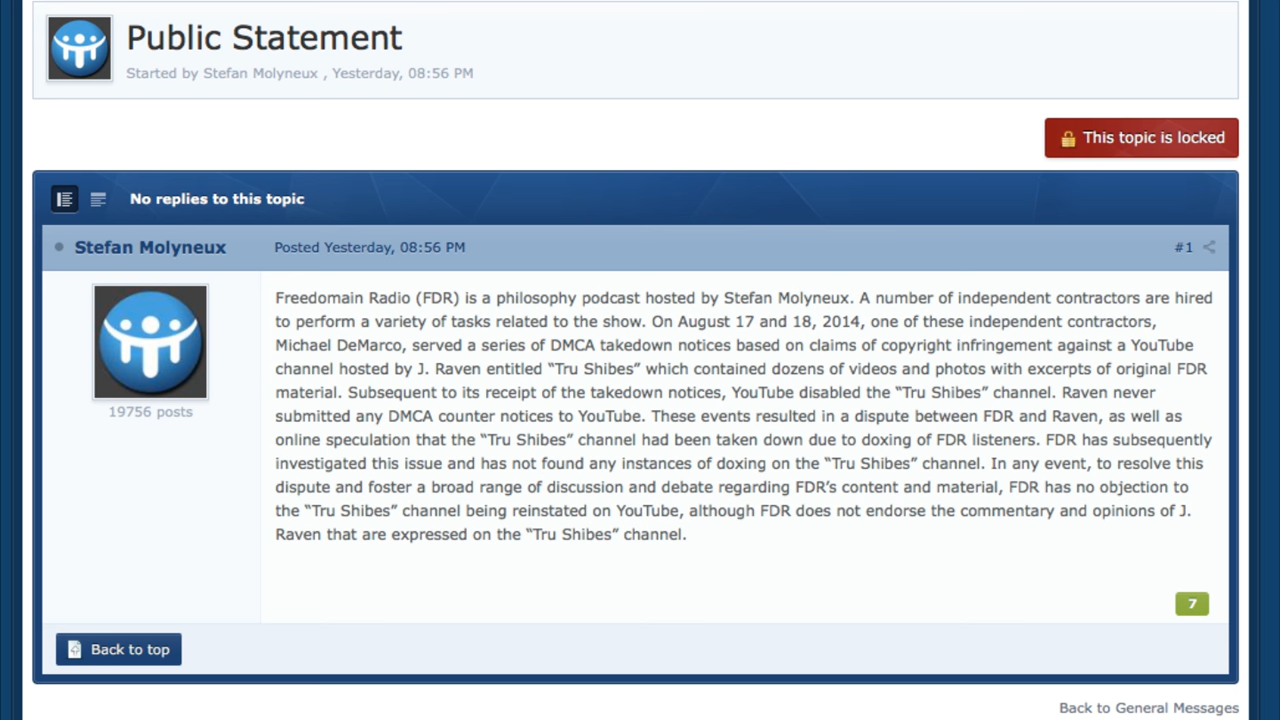 Public Statement
Started by Stefan Molyneux , Yesterday, 08:56 PM
This topic is locked
No replies to this topic
Stefan Molyneux
Posted Yesterday, 08:56 PM
#1
19756 posts
Freedomain Radio (FDR) is a philosophy podcast hosted by Stefan Molyneux. A number of independent contractors are hired
to perform a variety of tasks related to the show. On August 17 and 18, 2014, one of these independent contractors,
Michael DeMarco, served a series of DMCA takedown notices based on claims of copyright infringement against a YouTube
channel hosted by J. Raven entitled “Tru Shibes” which contained dozens of videos and photos with excerpts of original FDR
material. Subsequent to its receipt of the takedown notices, YouTube disabled the “Tru Shibes” channel. Raven never
submitted any DMCA counter notices to YouTube. These events resulted in a dispute between FDR and Raven, as well as
online speculation that the “Tru Shibes” channel had been taken down due to doxing of FDR listeners. FDR has subsequently
investigated this issue and has not found any instances of doxing on the “Tru Shibes” channel. In any event, to resolve this
dispute and foster a broad range of discussion and debate regarding FDR’s content and material, FDR has no objection to
the “Tru Shibes” channel being reinstated on YouTube, although FDR does not endorse the commentary and opinions of J.
Raven that are expressed on the “Tru Shibes” channel.
7
Back to top
Back to General Messages